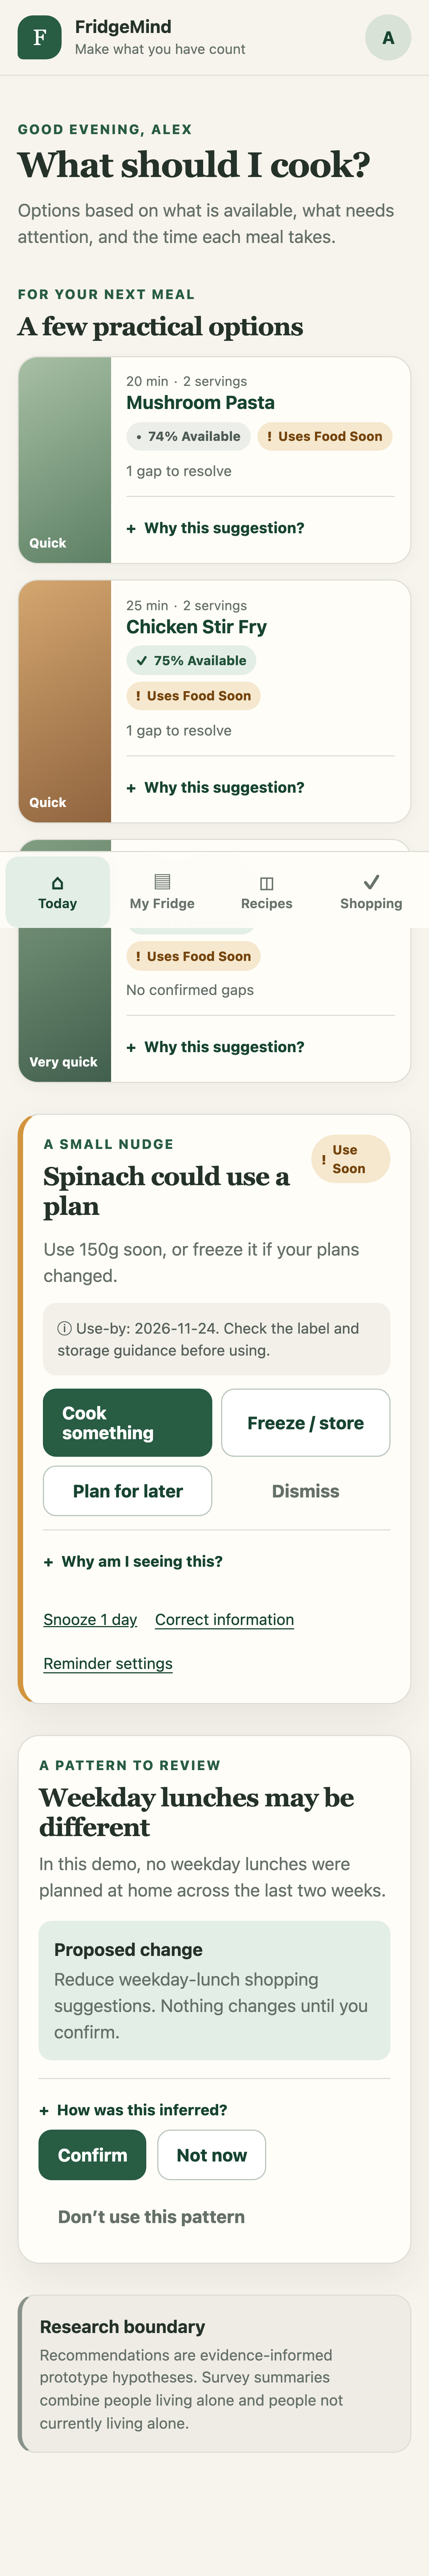 F
FridgeMind
Make what you have count
A
GOOD EVENING, ALEX
What should I cook?
Options based on what is available, what needs
attention, and the time each meal takes.
FOR YOUR NEXT MEAL
A few practical options
20 min · 2 servings
Mushroom Pasta
• 74% Available
! Uses Food Soon
1 gap to resolve
+ Why this suggestion?
Quick
25 min · 2 servings
Chicken Stir Fry
✓ 75% Available
! Uses Food Soon
1 gap to resolve
+ Why this suggestion?
Quick
Today
My Fridge
Recipes
Shopping
! Uses Food Soon
No confirmed gaps
+ Why this suggestion?
Very quick
A SMALL NUDGE
! Use
Soon
Spinach could use a
plan
Use 150g soon, or freeze it if your plans
changed.
ⓘ Use-by: 2026-11-24. Check the label and
storage guidance before using.
Cook
something
Freeze / store
Plan for later
Dismiss
+ Why am I seeing this?
Snooze 1 day
Correct information
Reminder settings
A PATTERN TO REVIEW
Weekday lunches may be
different
In this demo, no weekday lunches were
planned at home across the last two weeks.
Proposed change
Reduce weekday-lunch shopping
suggestions. Nothing changes until you
confirm.
+ How was this inferred?
Confirm
Not now
Don’t use this pattern
Research boundary
Recommendations are evidence-informed
prototype hypotheses. Survey summaries
combine people living alone and people not
currently living alone.